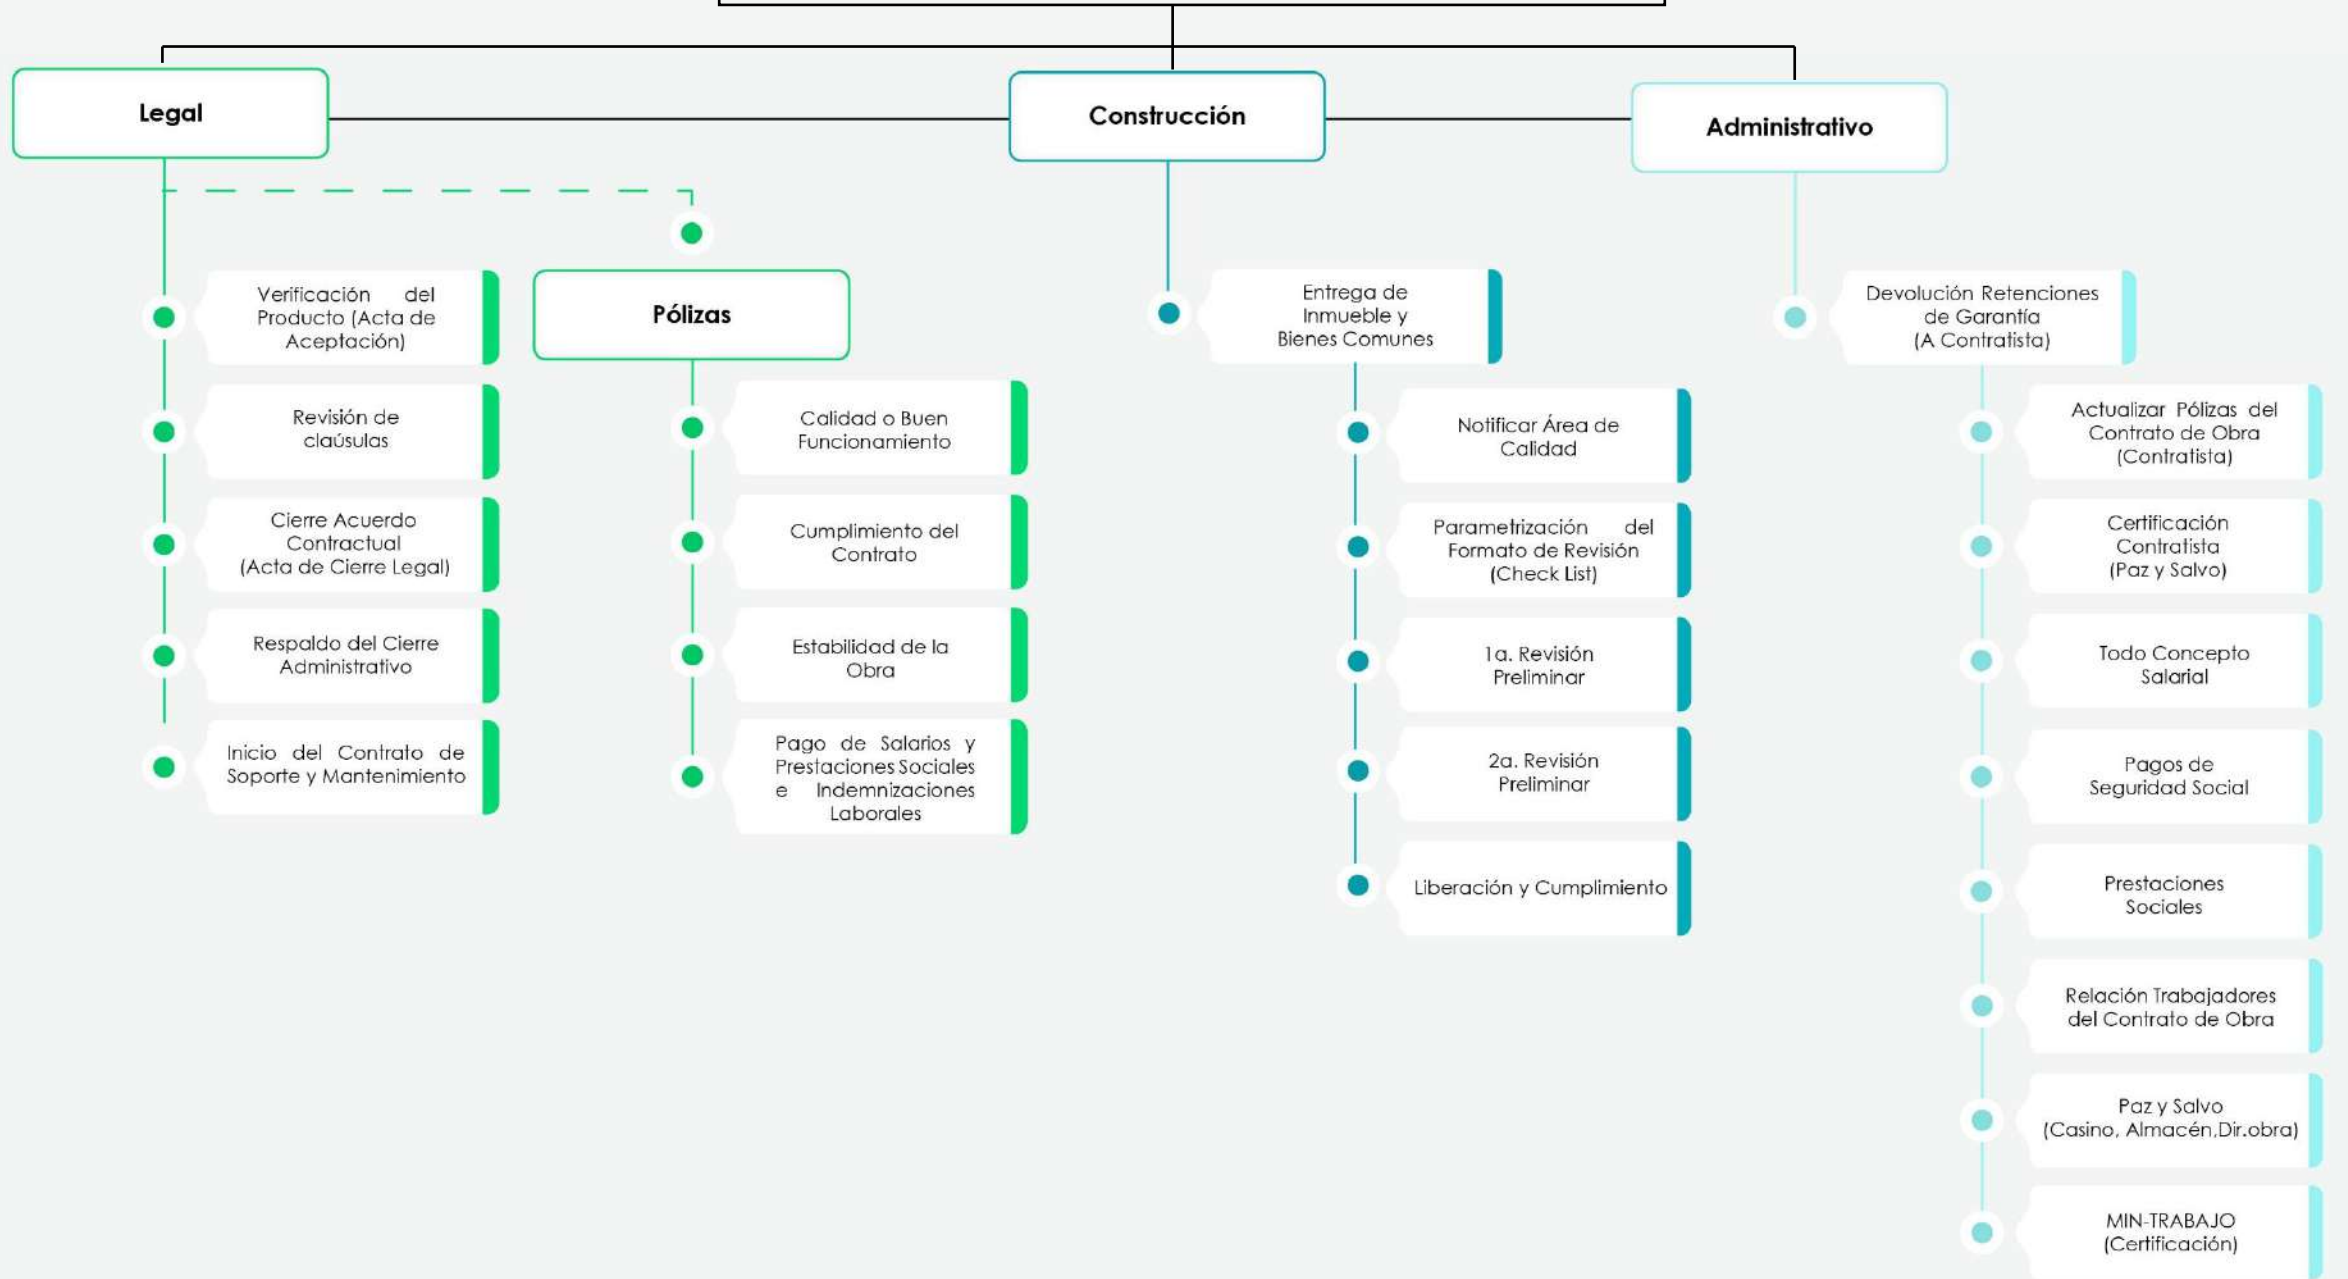 Legal
Construcción
Administrativo
Verificación del
Producto (Acta de
Aceptación)
Revisión de
claúsulas
Cierre Acuerdo
Contractual
(Acta de Cierre Legal)
Respaldo del Cierre
Administrativo
Inicio del Contrato de
Soporte y Mantenimiento
Pólizas
Calidad o Buen
Funcionamiento
Cumplimiento del
Contrato
Estabilidad de la
Obra
Pago de Salarios y
Prestaciones Sociales
e Indemnizaciones
Laborales
Entrega de
Inmueble y
Bienes Comunes
Notificar Área de
Calidad
Parametrización del
Formato de Revisión
(Check List)
1a. Revisión
Preliminar
2a. Revisión
Preliminar
Liberación y Cumplimiento
Devolución Retenciones
de Garantía
(A Contratista)
Actualizar Pólizas del
Contrato de Obra
(Contratista)
Certificación
Contratista
(Paz y Salvo)
Todo Concepto
Salarial
Pagos de
Seguridad Social
Prestaciones
Sociales
Relación Trabajadores
del Contrato de Obra
Paz y Salvo
(Casino, Almacén,Dir.obra)
MIN-TRABAJO
(Certificación)